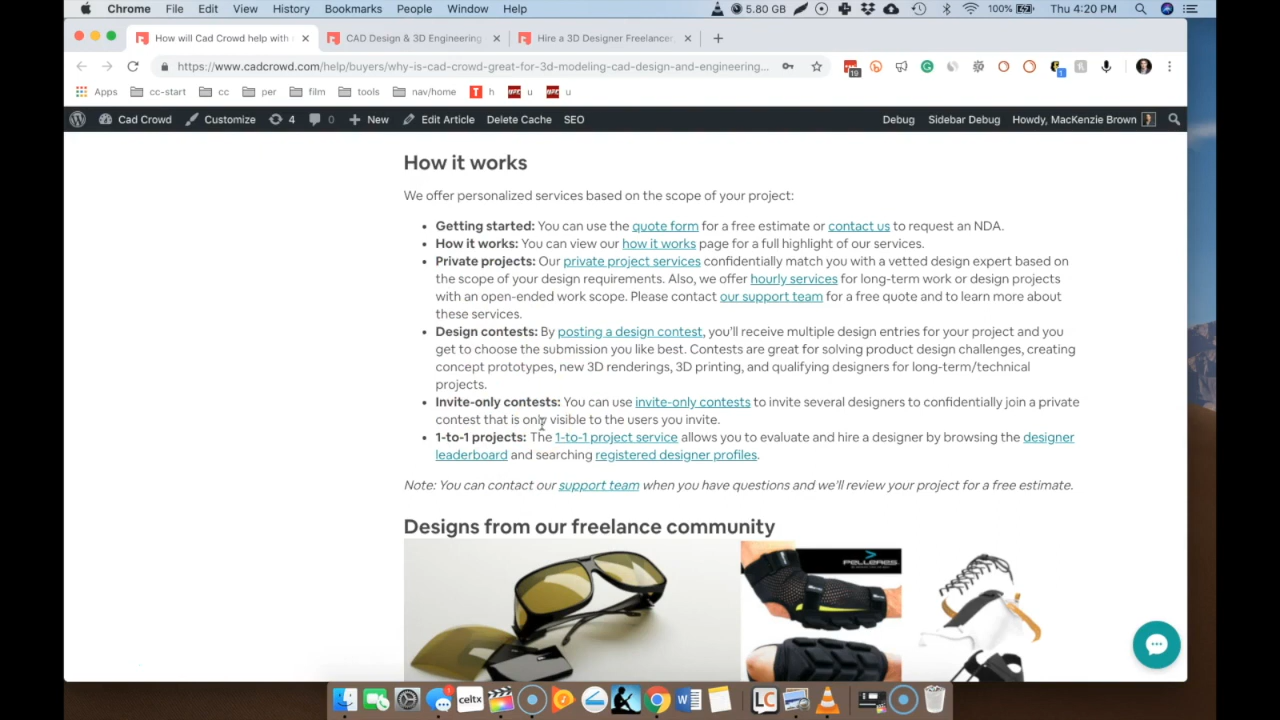 Chrome File Edit View History Bookmarks People Window Help 5.80 GB 100% Thu 4:20 PM
How will Cad Crowd help with CAD Design & 3D Engineering Hire a 3D Designer Freelancer,
https://www.cadcrowd.com/help/buyers/why-is-cad-crowd-great-for-3d-modeling-cad-design-and-engineering... 19 1
Apps cc-start cc per film tools nav/home T h u u
Cad Crowd Customize 4 0 New Edit Article Delete Cache SEO Debug Sidebar Debug Howdy, MacKenzie Brown
How it works
We offer personalized services based on the scope of your project:
• Getting started: You can use the quote form for a free estimate or contact us to request an NDA.
• How it works: You can view our how it works page for a full highlight of our services.
• Private projects: Our private project services confidentially match you with a vetted design expert based on
the scope of your design requirements. Also, we offer hourly services for long-term work or design projects
with an open-ended work scope. Please contact our support team for a free quote and to learn more about
these services.
• Design contests: By posting a design contest, you'll receive multiple design entries for your project and you
get to choose the submission you like best. Contests are great for solving product design challenges, creating
concept prototypes, new 3D renderings, 3D printing, and qualifying designers for long-term/technical
projects.
• Invite-only contests: You can use invite-only contests to invite several designers to confidentially join a private
contest that is only visible to the users you invite.
• 1-to-1 projects: The 1-to-1 project service allows you to evaluate and hire a designer by browsing the designer
leaderboard and searching registered designer profiles.
Note: You can contact our support team when you have questions and we'll review your project for a free estimate.
Designs from our freelance community
PELLERES
celtx W LC